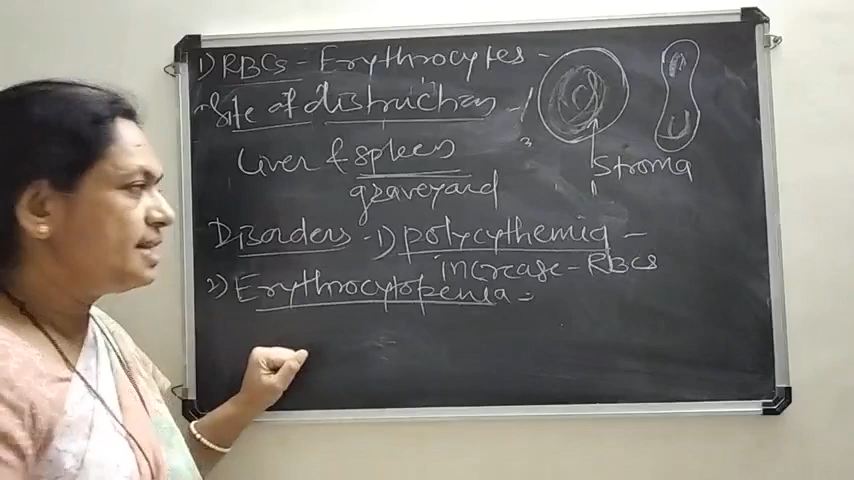 1) RBCs - Erythrocytes -
Site of distruction -
Liver & spleen
graveyard
Stroma
Disorders - 1) polycythemia -
increase - RBCs
2) Erythrocytopenia -